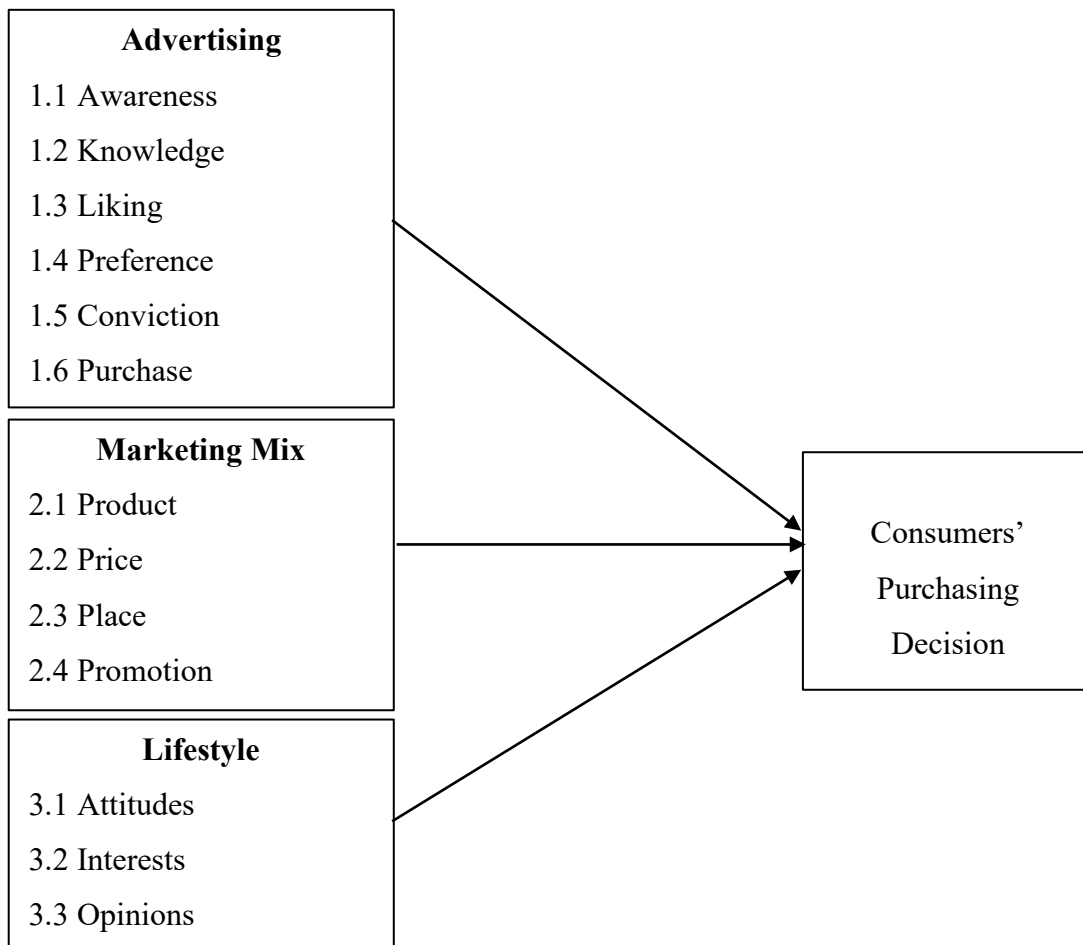 Advertising
1.1 Awareness
1.2 Knowledge
1.3 Liking
1.4 Preference
1.5 Conviction
1.6 Purchase
Marketing Mix
2.1 Product
2.2 Price
2.3 Place
2.4 Promotion
Lifestyle
3.1 Attitudes
3.2 Interests
3.3 Opinions
Consumers’
Purchasing
Decision